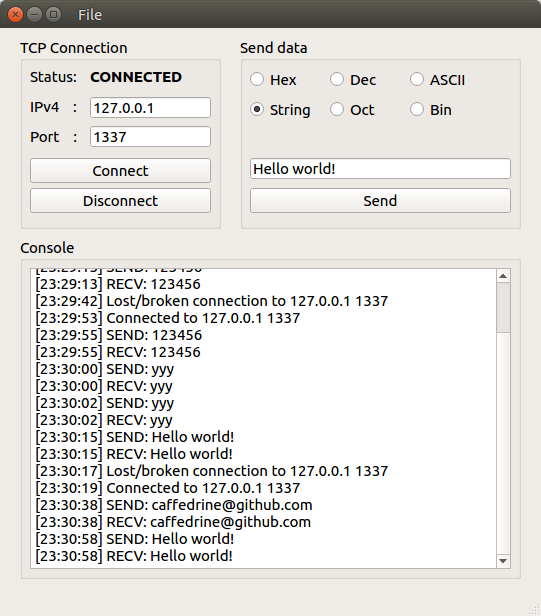 File
TCP Connection
Status: CONNECTED
IPv4 : 127.0.0.1
Port : 1337
Connect
Disconnect
Send data
Hex Dec ASCII
String Oct Bin
Hello world!
Send
Console
[23:29:13] SEND: 123456
[23:29:13] RECV: 123456
[23:29:42] Lost/broken connection to 127.0.0.1 1337
[23:29:53] Connected to 127.0.0.1 1337
[23:29:55] SEND: 123456
[23:29:55] RECV: 123456
[23:30:00] SEND: yyy
[23:30:00] RECV: yyy
[23:30:02] SEND: yyy
[23:30:02] RECV: yyy
[23:30:15] SEND: Hello world!
[23:30:15] RECV: Hello world!
[23:30:17] Lost/broken connection to 127.0.0.1 1337
[23:30:19] Connected to 127.0.0.1 1337
[23:30:38] SEND: caffedrine@github.com
[23:30:38] RECV: caffedrine@github.com
[23:30:58] SEND: Hello world!
[23:30:58] RECV: Hello world!